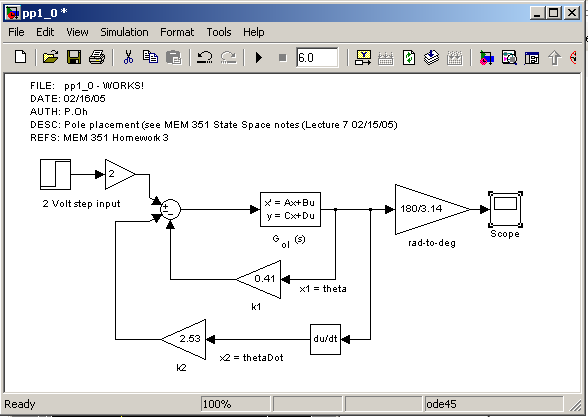 pp1_0 *
File Edit View Simulation Format Tools Help
6.0
FILE: pp1_0 - WORKS!
DATE: 02/16/05
AUTH: P.Oh
DESC: Pole placement (see MEM 351 State Space notes (Lecture 7 02/15/05)
REFS: MEM 351 Homework 3
2
2 Volt step input
+
−
−
x' = Ax+Bu
y = Cx+Du
G ol (s)
180/3.14
rad-to-deg
Scope
0.41
k1
x1 = theta
2.53
k2
x2 = thetaDot
du/dt
Ready
100%
ode45